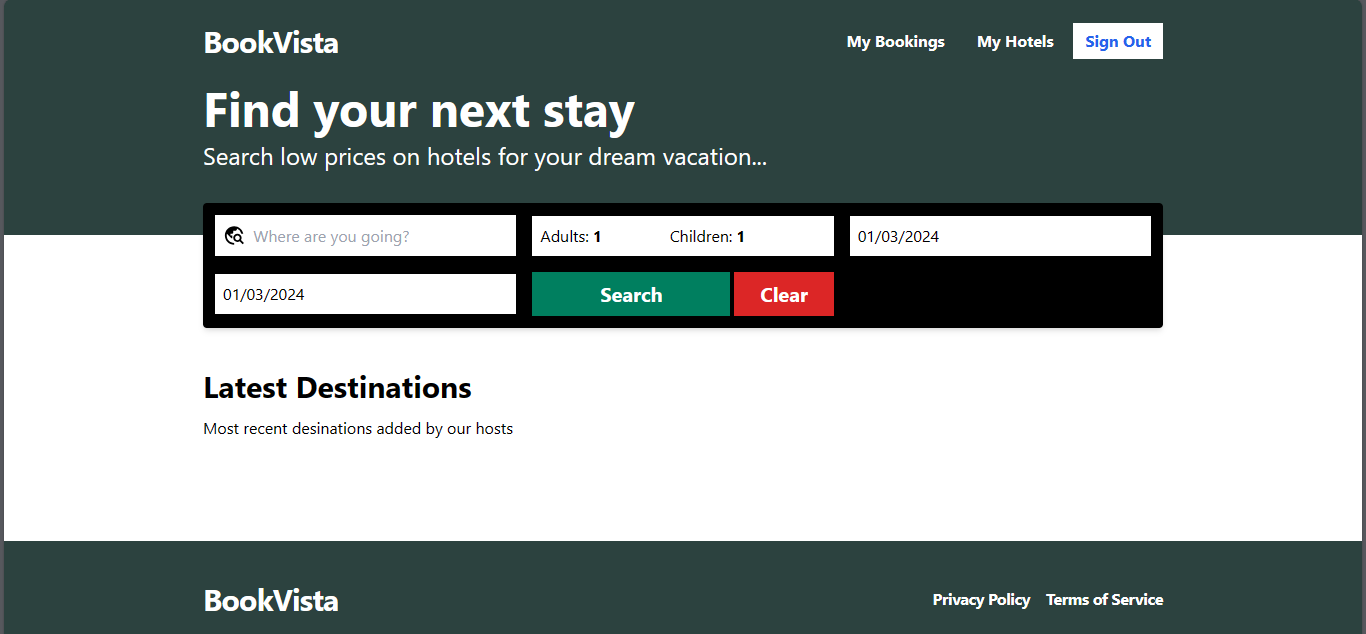 BookVista
My Bookings
My Hotels
Sign Out
Find your next stay
Search low prices on hotels for your dream vacation...
Where are you going?
Adults: 1
Children: 1
01/03/2024
01/03/2024
Search
Clear
Latest Destinations
Most recent desinations added by our hosts
BookVista
Privacy Policy
Terms of Service